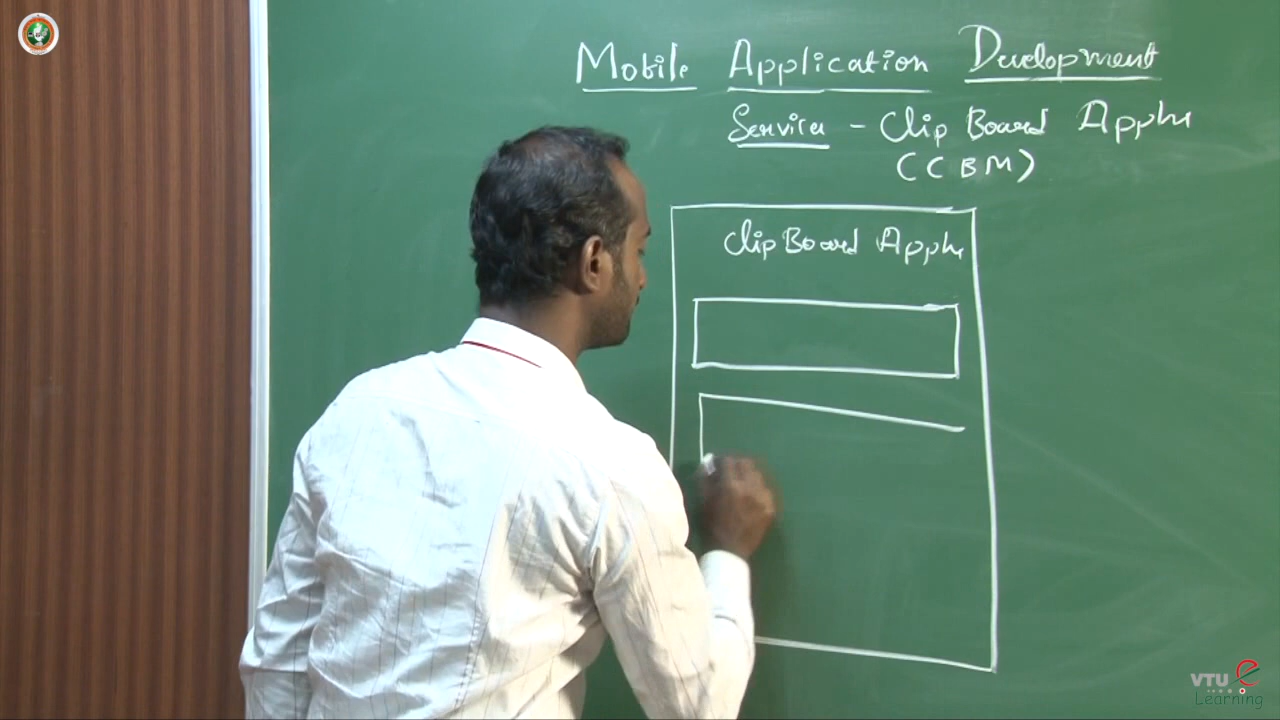 Mobile Application Development
Service - Clip Board Appln
(CBM)
Clip Board Appln
VTU e
Learning